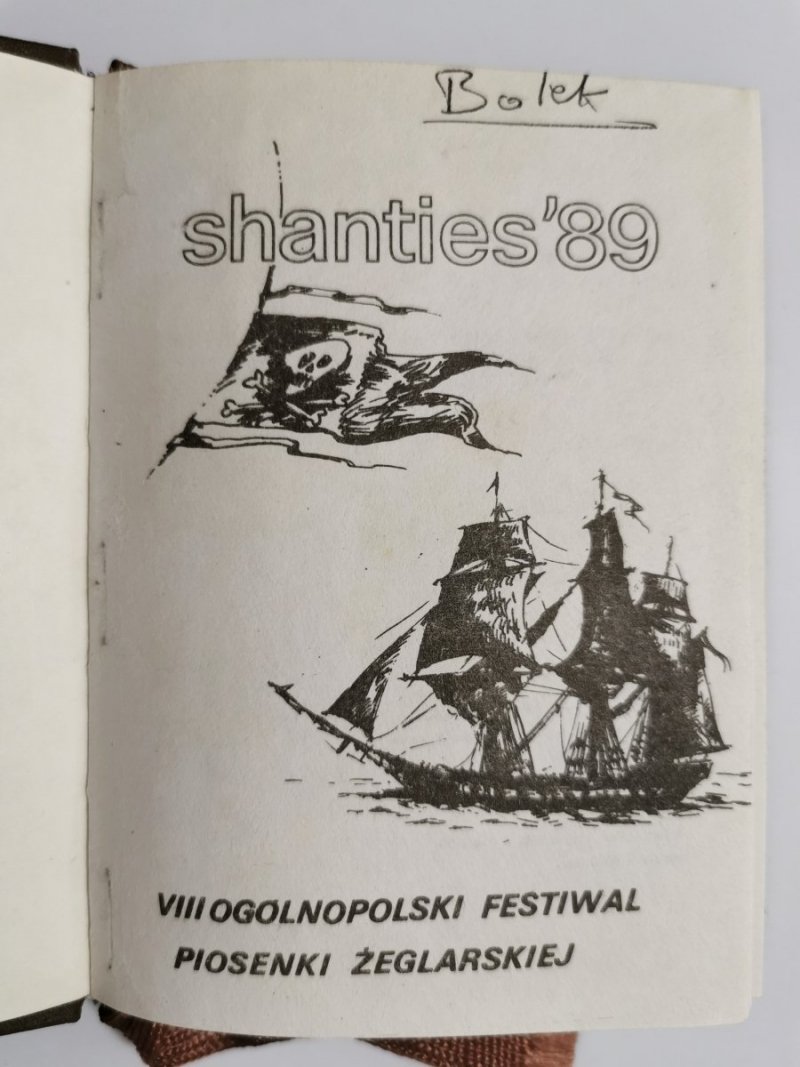 Bolek
shanties'89
VIII OGÓLNOPOLSKI FESTIWAL
PIOSENKI ŻEGLARSKIEJ